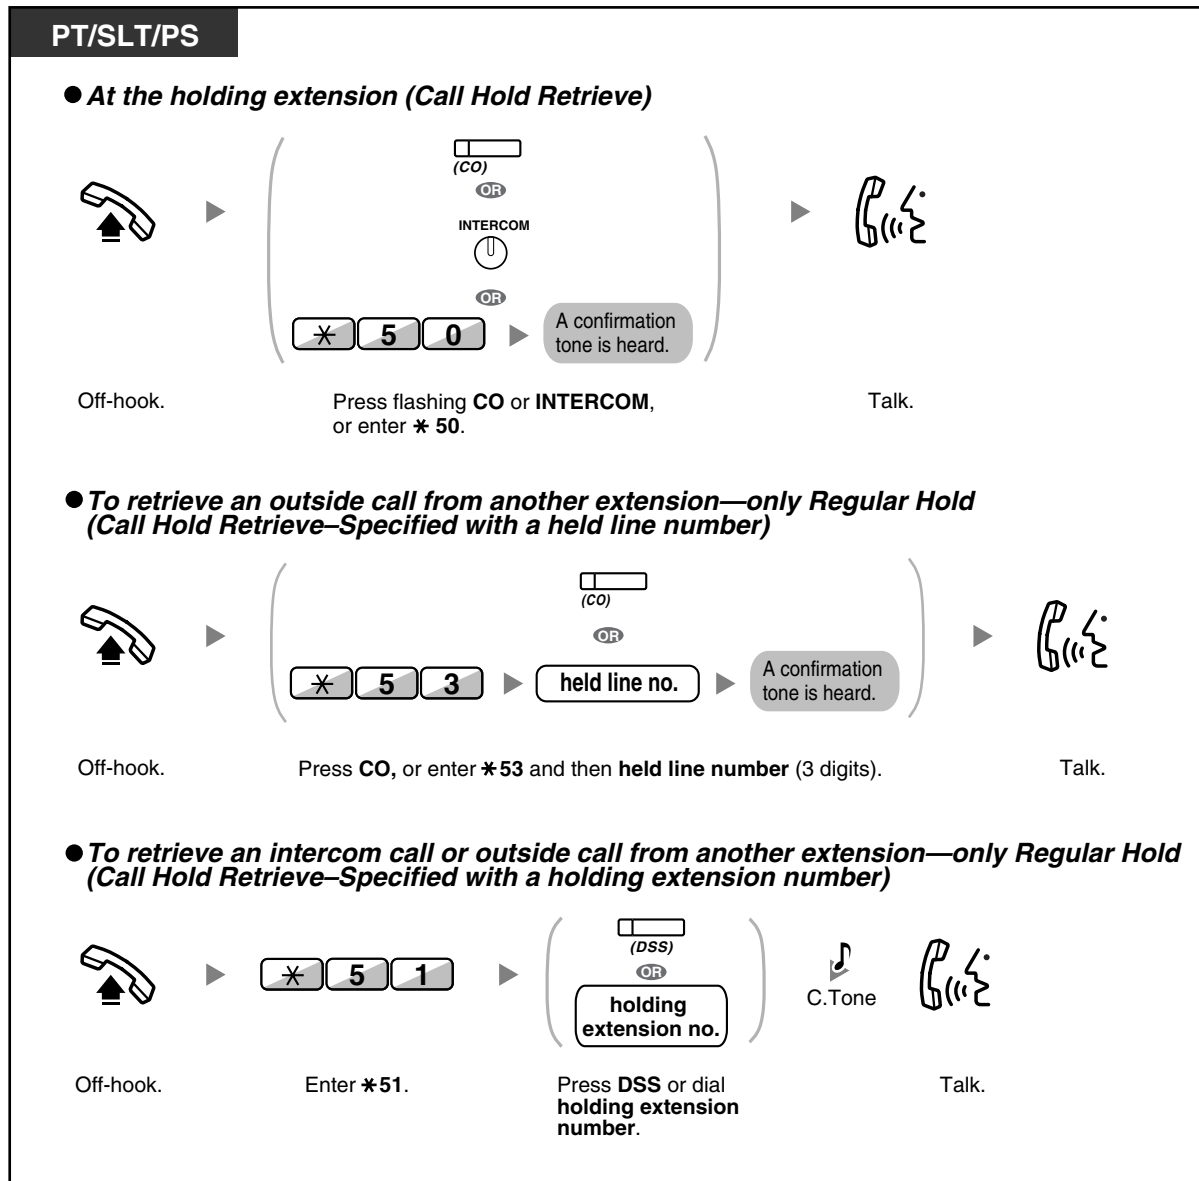 PT/SLT/PS
● At the holding extension (Call Hold Retrieve)
(CO)
OR
INTERCOM
OR
* 5 0
A confirmation
tone is heard.
Off-hook.
Press flashing CO or INTERCOM,
or enter * 50.
Talk.
● To retrieve an outside call from another extension—only Regular Hold
(Call Hold Retrieve–Specified with a held line number)
(CO)
OR
* 5 3
held line no.
A confirmation
tone is heard.
Off-hook.
Press CO, or enter *53 and then held line number (3 digits).
Talk.
● To retrieve an intercom call or outside call from another extension—only Regular Hold
(Call Hold Retrieve–Specified with a holding extension number)
* 5 1
(DSS)
OR
holding
extension no.
C.Tone
Off-hook.
Enter *51.
Press DSS or dial
holding extension
number.
Talk.